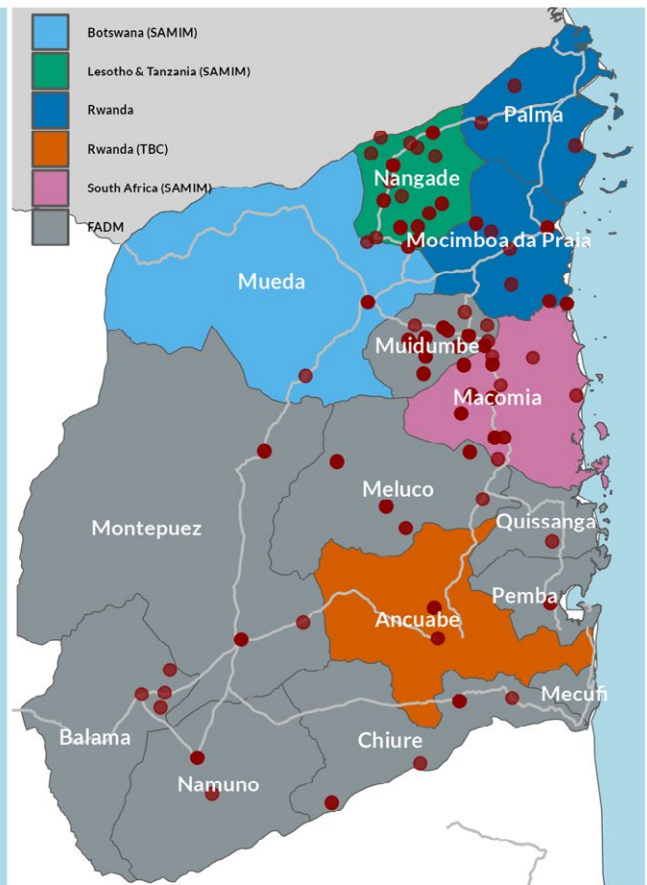 Botswana (SAMIM)
Lesotho & Tanzania (SAMIM)
Rwanda
Rwanda (TBC)
South Africa (SAMIM)
FADM
Palma
Nangade
Mocimboa da Praia
Mueda
Muidumbe
Macomia
Meluco
Quissanga
Montepuez
Pemba
Ancuabe
Mecufi
Balama
Chiure
Namuno